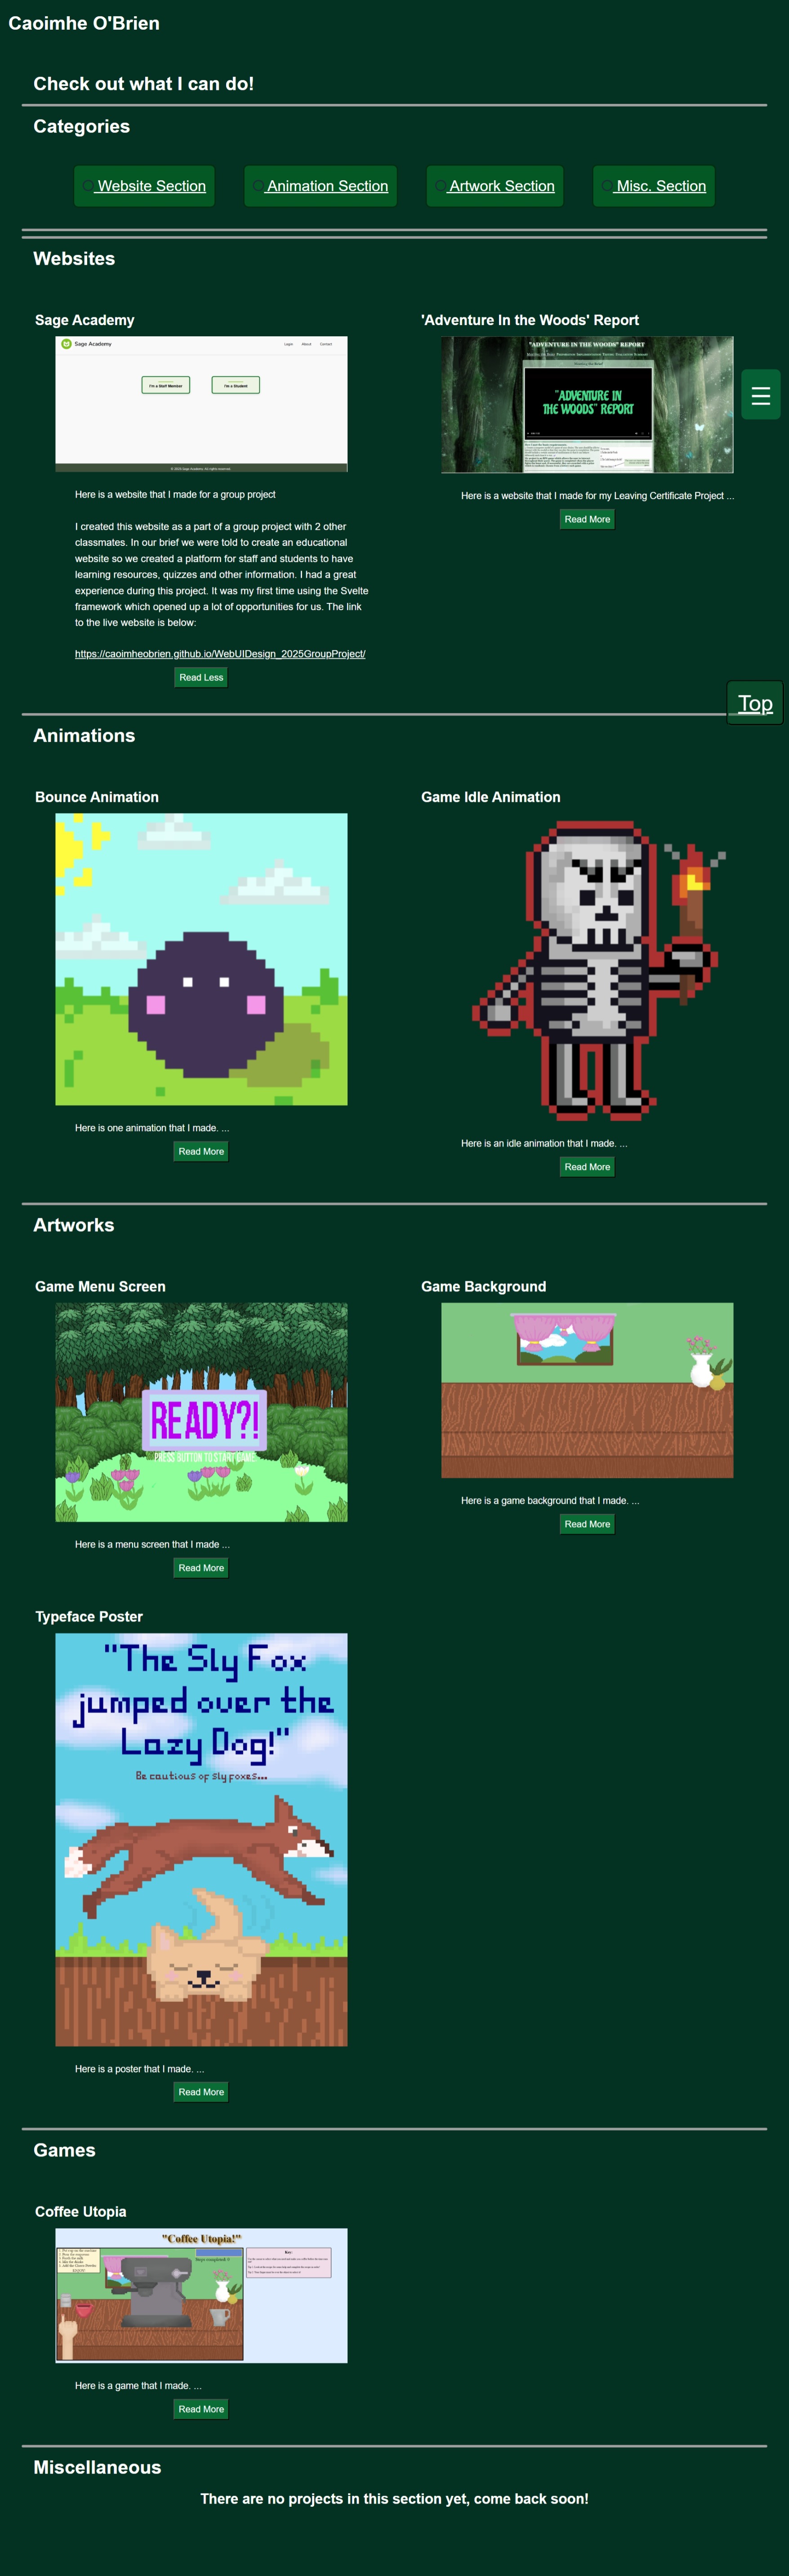 Caoimhe O'Brien
Check out what I can do!
Categories
Website Section
Animation Section
Artwork Section
Misc. Section
Websites
Sage Academy
'Adventure In the Woods' Report
Sage Academy
Login
About
Contact
I'm a Staff Member
I'm a Student
"ADVENTURE IN THE WOODS" REPORT
"ADVENTURE IN
THE WOODS" REPORT
Here is a website that I made for a group project
I created this website as a part of a group project with 2 other
classmates. In our brief we were told to create an educational
website so we created a platform for staff and students to have
learning resources, quizzes and other information. I had a great
experience during this project. It was my first time using the Svelte
framework which opened up a lot of opportunities for us. The link
to the live website is below:
https://caoimheobrien.github.io/WebUIDesign_2025GroupProject/
Read Less
Here is a website that I made for my Leaving Certificate Project ...
Read More
Top
Animations
Bounce Animation
Game Idle Animation
Here is one animation that I made. ...
Read More
Here is an idle animation that I made. ...
Read More
Artworks
Game Menu Screen
Game Background
READY?!
PRESS BUTTON TO START GAME
Here is a menu screen that I made ...
Read More
Here is a game background that I made. ...
Read More
Typeface Poster
"The Sly Fox
jumped over the
Lazy Dog!"
Be cautious of sly foxes...
Here is a poster that I made. ...
Read More
Games
Coffee Utopia
"Coffee Utopia!"
Here is a game that I made. ...
Read More
Miscellaneous
There are no projects in this section yet, come back soon!